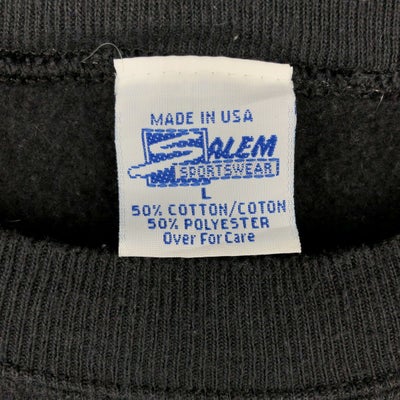 MADE IN USA
SALEM
SPORTSWEAR
L
50% COTTON/COTON
50% POLYESTER
Over For Care